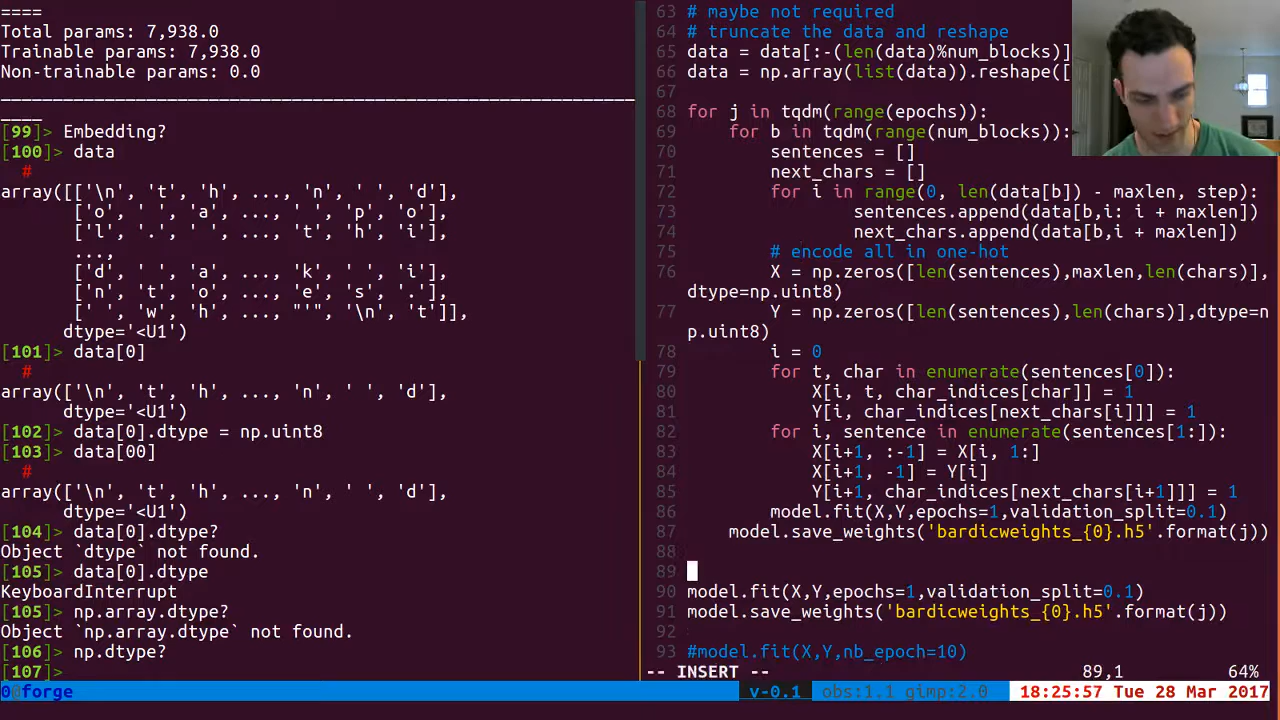 ====
Total params: 7,938.0
Trainable params: 7,938.0
Non-trainable params: 0.0
_____________________________________________________________
____
[99]> Embedding?
[100]> data
#
array([['\n', 't', 'h', ..., 'n', ' ', 'd'],
['o', ' ', 'a', ..., ' ', 'p', 'o'],
['l', '.', ' ', ..., 't', 'h', 'i'],
...,
['d', ' ', 'a', ..., 'k', ' ', 'i'],
['n', 't', 'o', ..., 'e', 's', '.'],
[' ', 'w', 'h', ..., "'", '\n', 't']],
dtype='<U1')
[101]> data[0]
#
array(['\n', 't', 'h', ..., 'n', ' ', 'd'],
dtype='<U1')
[102]> data[0].dtype = np.uint8
[103]> data[00]
#
array(['\n', 't', 'h', ..., 'n', ' ', 'd'],
dtype='<U1')
[104]> data[0].dtype?
Object `dtype` not found.
[105]> data[0].dtype
KeyboardInterrupt
[105]> np.array.dtype?
Object `np.array.dtype` not found.
[106]> np.dtype?
[107]>
63 # maybe not required
64 # truncate the data and reshape
65 data = data[:-(len(data)%num_blocks)]
66 data = np.array(list(data)).reshape([
67
68 for j in tqdm(range(epochs)):
69 for b in tqdm(range(num_blocks)):
70 sentences = []
71 next_chars = []
72 for i in range(0, len(data[b]) - maxlen, step):
73 sentences.append(data[b,i: i + maxlen])
74 next_chars.append(data[b,i + maxlen])
75 # encode all in one-hot
76 X = np.zeros([len(sentences),maxlen,len(chars)],
dtype=np.uint8)
77 Y = np.zeros([len(sentences),len(chars)],dtype=n
p.uint8)
78 i = 0
79 for t, char in enumerate(sentences[0]):
80 X[i, t, char_indices[char]] = 1
81 Y[i, char_indices[next_chars[i]]] = 1
82 for i, sentence in enumerate(sentences[1:]):
83 X[i+1, :-1] = X[i, 1:]
84 X[i+1, -1] = Y[i]
85 Y[i+1, char_indices[next_chars[i+1]]] = 1
86 model.fit(X,Y,epochs=1,validation_split=0.1)
87 model.save_weights('bardicweights_{0}.h5'.format(j))
88
89
90 model.fit(X,Y,epochs=1,validation_split=0.1)
91 model.save_weights('bardicweights_{0}.h5'.format(j))
92
93 #model.fit(X,Y,nb_epoch=10)
-- INSERT -- 89,1 64%
0@forge v-0.1 obs:1.1 gimp:2.0 18:25:57 Tue 28 Mar 2017